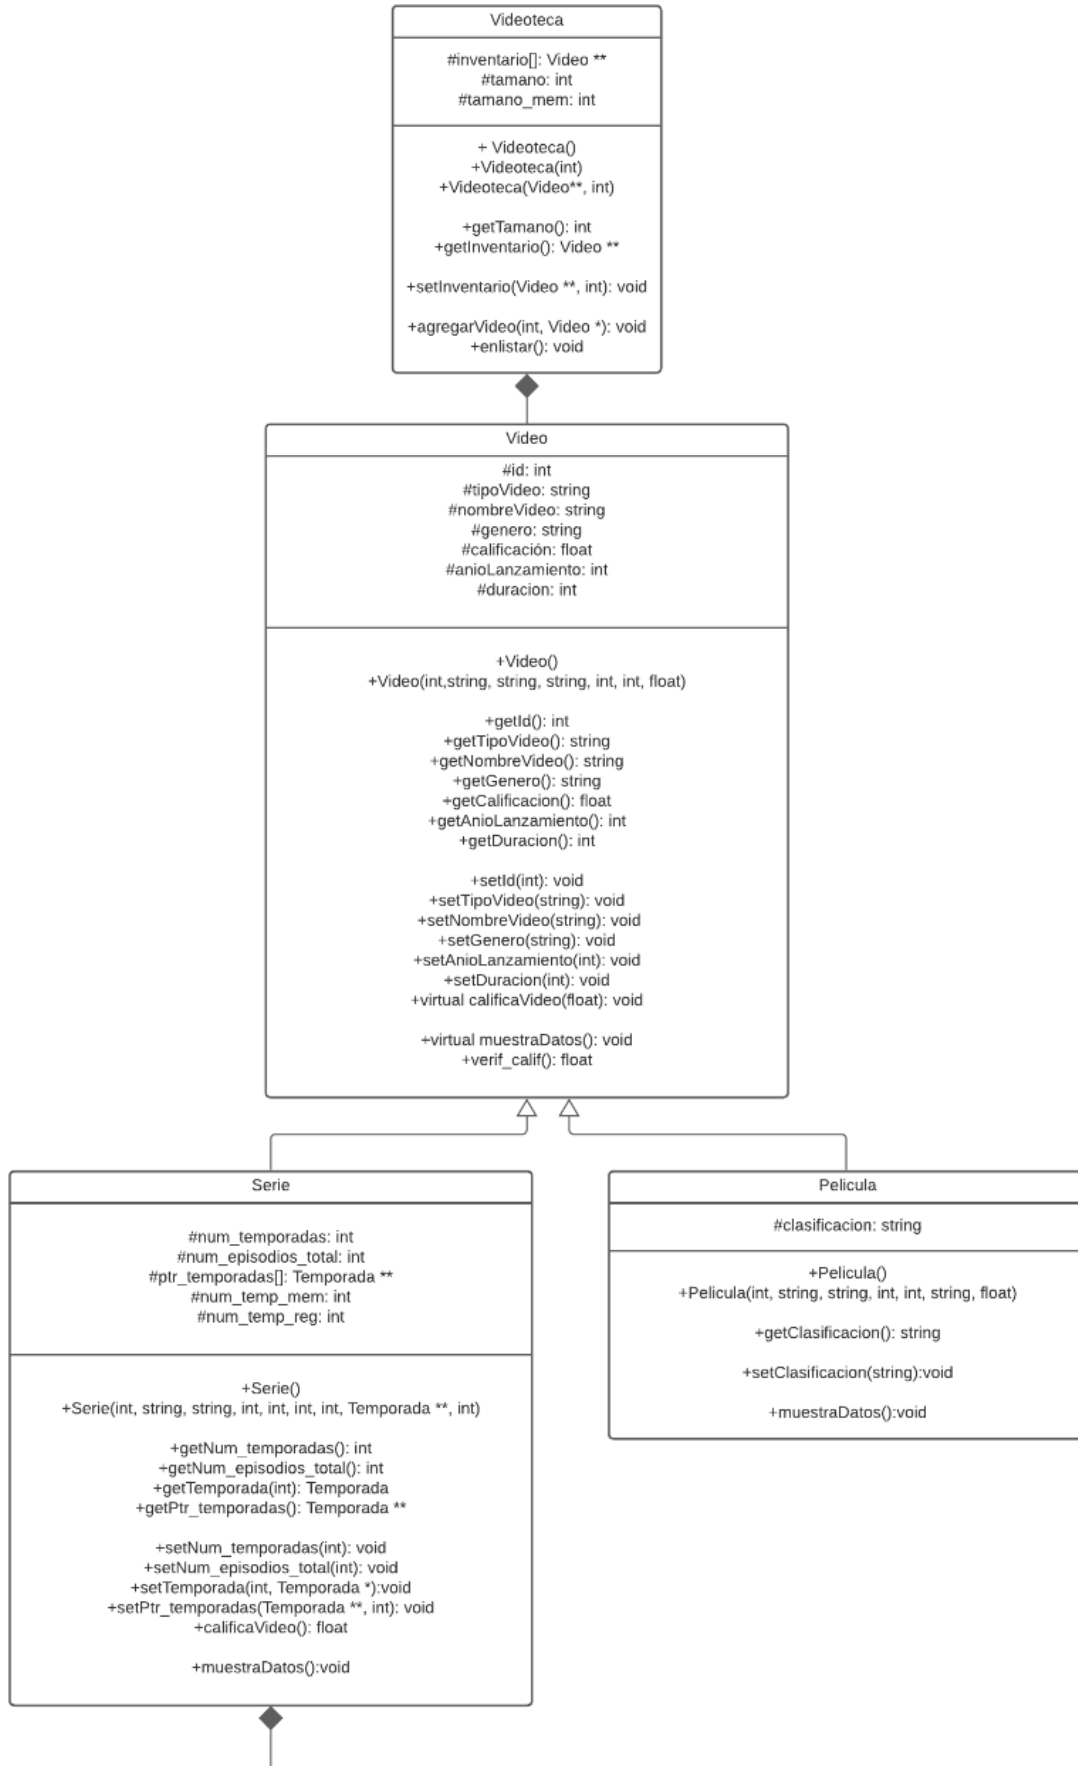 Videoteca
#inventario[]: Video **
#tamano: int
#tamano_mem: int
+ Videoteca()
+Videoteca(int)
+Videoteca(Video**, int)
+getTamano(): int
+getInventario(): Video **
+setInventario(Video **, int): void
+agregarVideo(int, Video *): void
+enlistar(): void
Video
#id: int
#tipoVideo: string
#nombreVideo: string
#genero: string
#calificación: float
#anioLanzamiento: int
#duracion: int
+Video()
+Video(int,string, string, string, int, int, float)
+getId(): int
+getTipoVideo(): string
+getNombreVideo(): string
+getGenero(): string
+getCalificacion(): float
+getAnioLanzamiento(): int
+getDuracion(): int
+setId(int): void
+setTipoVideo(string): void
+setNombreVideo(string): void
+setGenero(string): void
+setAnioLanzamiento(int): void
+setDuracion(int): void
+virtual calificaVideo(float): void
+virtual muestraDatos(): void
+verif_calif(): float
Serie
#num_temporadas: int
#num_episodios_total: int
#ptr_temporadas[]: Temporada **
#num_temp_mem: int
#num_temp_reg: int
+Serie()
+Serie(int, string, string, int, int, int, int, Temporada **, int)
+getNum_temporadas(): int
+getNum_episodios_total(): int
+getTemporada(int): Temporada
+getPtr_temporadas(): Temporada **
+setNum_temporadas(int): void
+setNum_episodios_total(int): void
+setTemporada(int, Temporada *):void
+setPtr_temporadas(Temporada **, int): void
+calificaVideo(): float
+muestraDatos():void
Pelicula
#clasificacion: string
+Pelicula()
+Pelicula(int, string, string, int, int, string, float)
+getClasificacion(): string
+setClasificacion(string):void
+muestraDatos():void